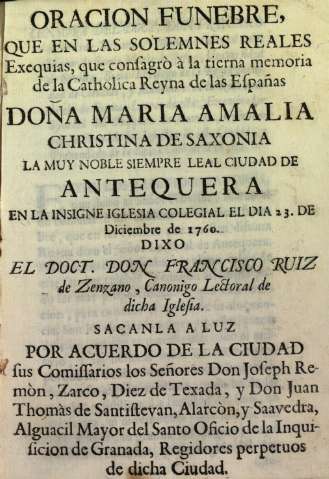 ORACION FUNEBRE,
QUE EN LAS SOLEMNES REALES
Exequias, que consagrò à la tierna memoria
de la Catholica Reyna de las Españas
DOÑA MARIA AMALIA
CHRISTINA DE SAXONIA
LA MUY NOBLE SIEMPRE LEAL CIUDAD DE
ANTEQUERA
EN LA INSIGNE IGLESIA COLEGIAL EL DIA 23. DE
Diciembre de 1760.
DIXO
EL DOCT. DON FRANCISCO RUIZ
de Zenzano, Canonigo Lectoral de
dicha Iglesia.
SACANLA A LUZ
POR ACUERDO DE LA CIUDAD
sus Comissarios los Señores Don Joseph Re-
mòn, Zarco, Diez de Texada, y Don Juan
Thomàs de Santistevan, Alarcòn, y Saavedra,
Alguacil Mayor del Santo Oficio de la Inqui-
sicion de Granada, Regidores perpetuos
de dicha Ciudad.